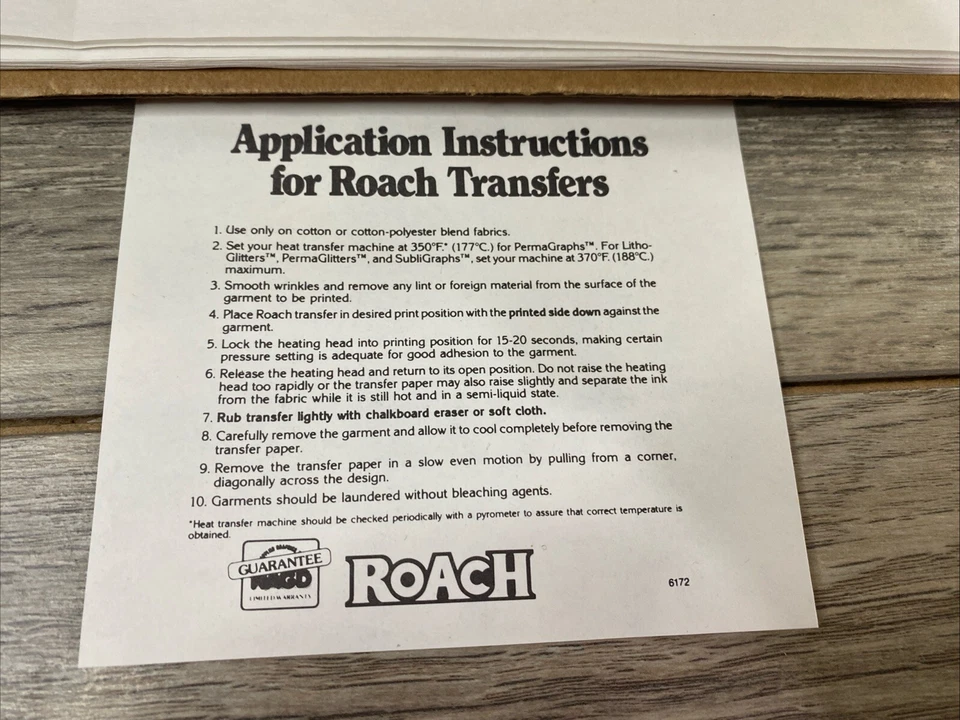 Application Instructions
for Roach Transfers
1. Use only on cotton or cotton-polyester blend fabrics.
2. Set your heat transfer machine at 350°F.* (177°C.) for PermaGraphs™. For Litho-
Glitters™, PermaGlitters™, and SubliGraphs™, set your machine at 370°F. (188°C.)
maximum.
3. Smooth wrinkles and remove any lint or foreign material from the surface of the
garment to be printed.
4. Place Roach transfer in desired print position with the printed side down against the
garment.
5. Lock the heating head into printing position for 15-20 seconds, making certain
pressure setting is adequate for good adhesion to the garment.
6. Release the heating head and return to its open position. Do not raise the heating
head too rapidly or the transfer paper may also raise slightly and separate the ink
from the fabric while it is still hot and in a semi-liquid state.
7. Rub transfer lightly with chalkboard eraser or soft cloth.
8. Carefully remove the garment and allow it to cool completely before removing the
transfer paper.
9. Remove the transfer paper in a slow even motion by pulling from a corner,
diagonally across the design.
10. Garments should be laundered without bleaching agents.
*Heat transfer machine should be checked periodically with a pyrometer to assure that correct temperature is
obtained.
GUARANTEE
LIMITED WARRANTY
ROACH
6172